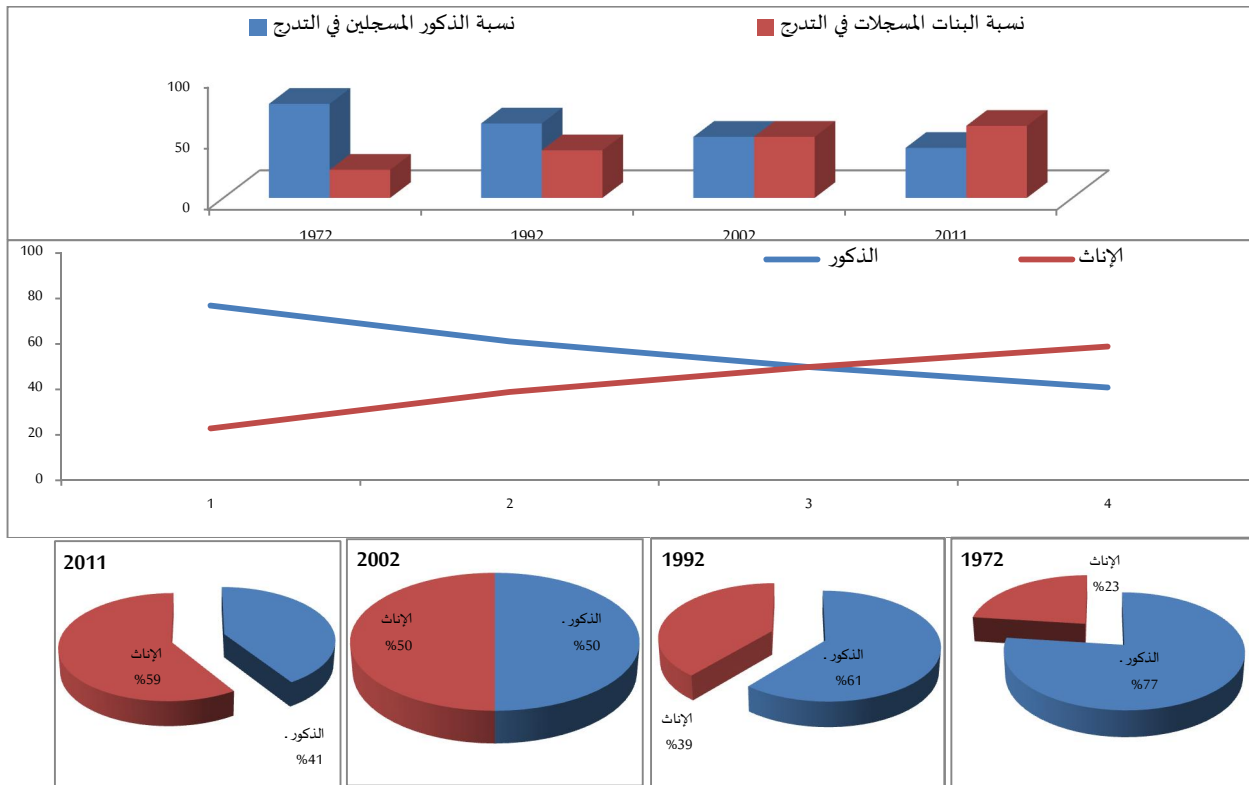 نسبة الذكور المسجلين في التدرج
نسبة البنات المسجلات في التدرج
100
50
0
1972
1992
2002
2011
الذكور
الإناث
100
80
60
40
20
0
1
2
3
4
2011
الإناث
%59
الذكور .
%41
2002
الإناث
%50
الذكور .
%50
1992
الذكور .
%61
الإناث
%39
1972
الإناث
%23
الذكور .
%77